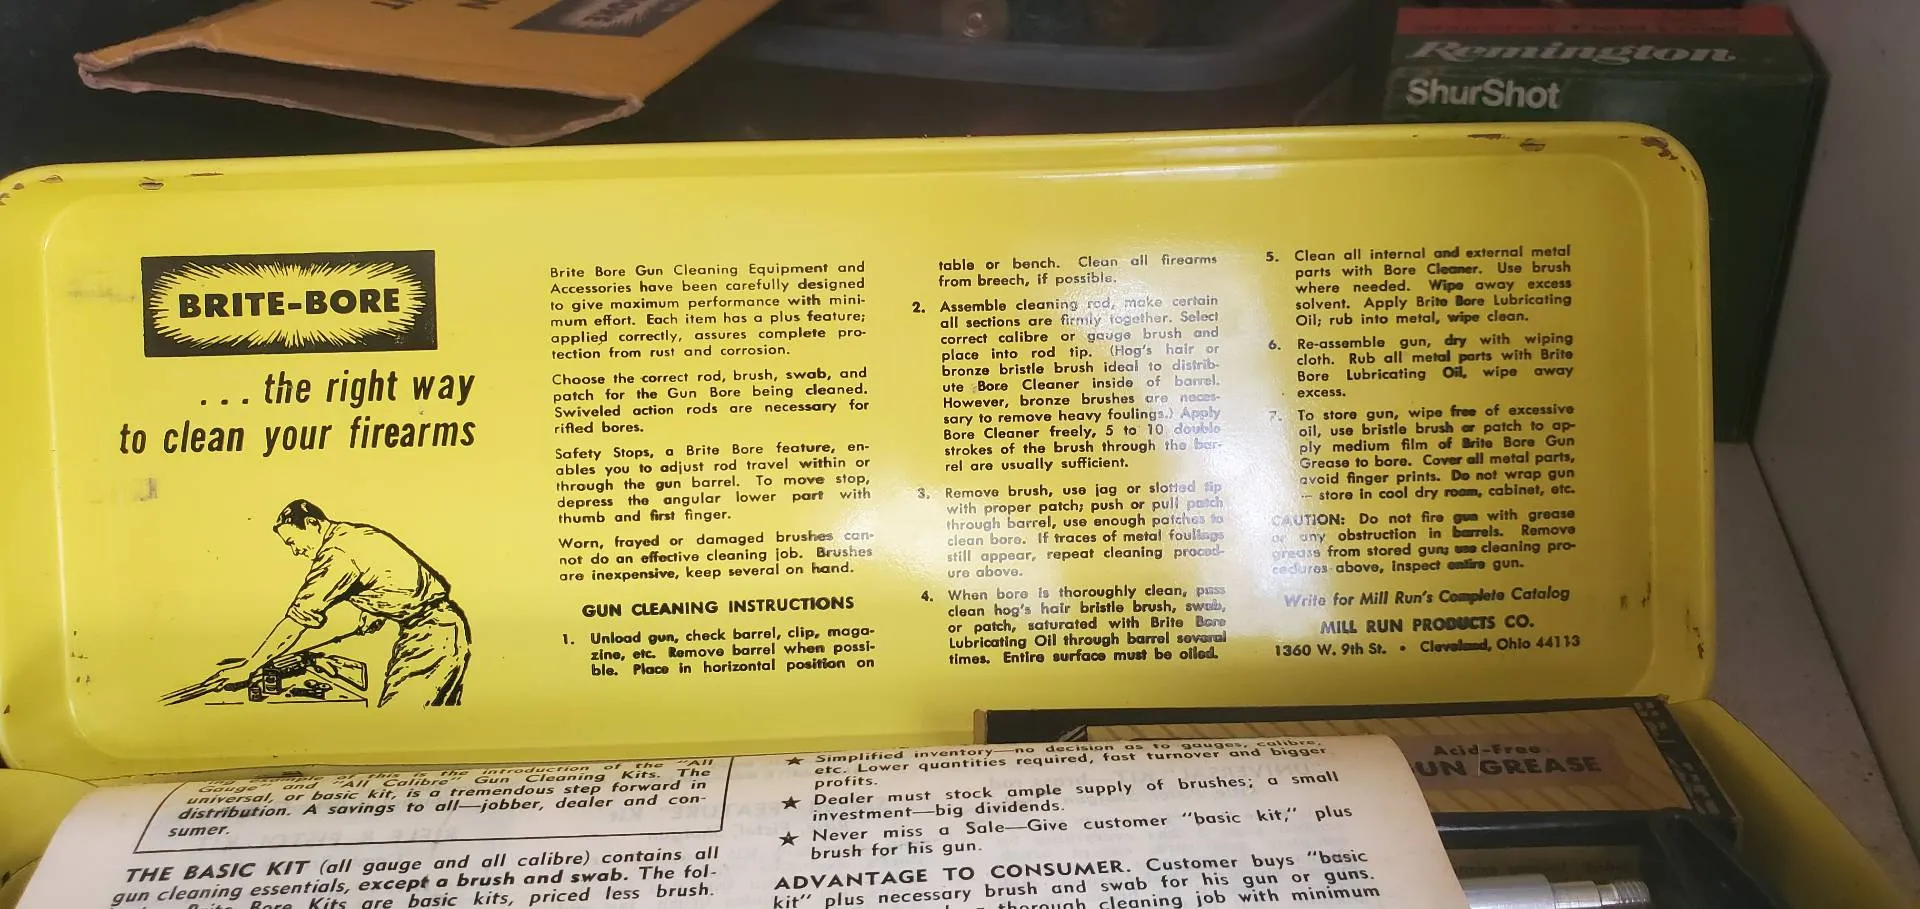 Remington
ShurShot
BRITE-BORE
... the right way
to clean your firearms
Brite Bore Gun Cleaning Equipment and
Accessories have been carefully designed
to give maximum performance with mini-
mum effort. Each item has a plus feature;
applied correctly, assures complete pro-
tection from rust and corrosion.
Choose the correct rod, brush, swab, and
patch for the Gun Bore being cleaned.
Swiveled action rods are necessary for
rifled bores.
Safety Stops, a Brite Bore feature, en-
ables you to adjust rod travel within or
through the gun barrel. To move stop,
depress the angular lower part with
thumb and first finger.
Worn, frayed or damaged brushes can-
not do an effective cleaning job. Brushes
are inexpensive, keep several on hand.
GUN CLEANING INSTRUCTIONS
1. Unload gun, check barrel, clip, maga-
zine, etc. Remove barrel when possi-
ble. Place in horizontal position on
table or bench. Clean all firearms
from breech, if possible.
2. Assemble cleaning rod, make certain
all sections are firmly together. Select
correct calibre or gauge brush and
place into rod tip. (Hog's hair or
bronze bristle brush ideal to distrib-
ute Bore Cleaner inside of barrel.
However, bronze brushes are neces-
sary to remove heavy foulings.) Apply
Bore Cleaner freely, 5 to 10 double
strokes of the brush through the bar-
rel are usually sufficient.
3. Remove brush, use jag or slotted tip
with proper patch; push or pull patch
through barrel, use enough patches to
clean bore. If traces of metal foulings
still appear, repeat cleaning proced-
ure above.
4. When bore is thoroughly clean, pass
clean hog's hair bristle brush, swab,
or patch, saturated with Brite Bore
Lubricating Oil through barrel several
times. Entire surface must be oiled.
5. Clean all internal and external metal
parts with Bore Cleaner. Use brush
where needed. Wipe away excess
solvent. Apply Brite Bore Lubricating
Oil; rub into metal, wipe clean.
6. Re-assemble gun, dry with wiping
cloth. Rub all metal parts with Brite
Bore Lubricating Oil, wipe away
excess.
7. To store gun, wipe free of excessive
oil, use bristle brush or patch to ap-
ply medium film of Brite Bore Gun
Grease to bore. Cover all metal parts,
avoid finger prints. Do not wrap gun
-- store in cool dry room, cabinet, etc.
CAUTION: Do not fire gun with grease
or any obstruction in barrels. Remove
grease from stored gun; use cleaning pro-
cedures above, inspect entire gun.
Write for Mill Run's Complete Catalog
MILL RUN PRODUCTS CO.
1360 W. 9th St. • Cleveland, Ohio 44113
Acid-Free
UN GREASE
ing example of this is the introduction of the "All
Gauge" and "All Calibre" Gun Cleaning Kits. The
universal, or basic kit, is a tremendous step forward in
distribution. A savings to all—jobber, dealer and con-
sumer.
THE BASIC KIT (all gauge and all calibre) contains all
gun cleaning essentials, except a brush and swab. The fol-
Brite Bore Kits are basic kits, priced less brush.
★ Simplified inventory—no decision as to gauges, calibre,
etc. Lower quantities required, fast turnover and bigger
profits.
★ Dealer must stock ample supply of brushes; a small
investment—big dividends.
★ Never miss a Sale—Give customer "basic kit," plus
brush for his gun.
ADVANTAGE TO CONSUMER. Customer buys "basic
kit" plus necessary brush and swab for his gun or guns.
thorough cleaning job with minimum